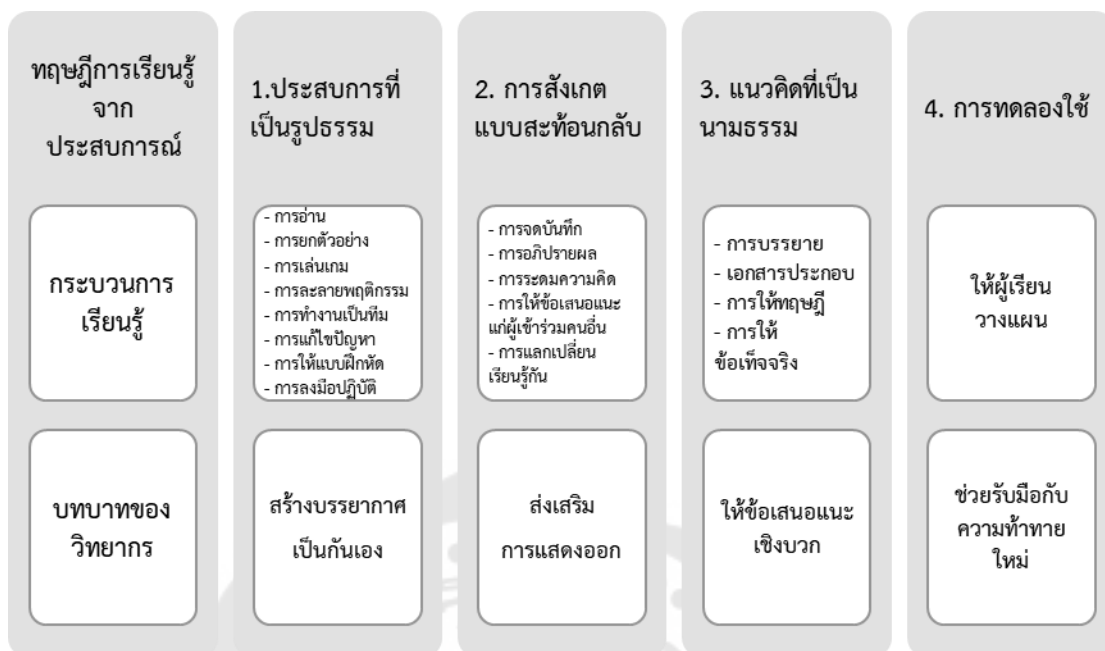 ทฤษฎีการเรียนรู้
จาก
ประสบการณ์
กระบวนการ
เรียนรู้
บทบาทของ
วิทยากร
1.ประสบการที่
เป็นรูปธรรม
- การอ่าน
- การยกตัวอย่าง
- การเล่นเกม
- การละลายพฤติกรรม
- การทำงานเป็นทีม
- การแก้ไขปัญหา
- การให้แบบฝึกหัด
- การลงมือปฏิบัติ
สร้างบรรยากาศ
เป็นกันเอง
2. การสังเกต
แบบสะท้อนกลับ
- การจดบันทึก
- การอภิปรายผล
- การระดมความคิด
- การให้ข้อเสนอแนะ
แก่ผู้เข้าร่วมคนอื่น
- การแลกเปลี่ยน
เรียนรู้กัน
ส่งเสริม
การแสดงออก
3. แนวคิดที่เป็น
นามธรรม
- การบรรยาย
- เอกสารประกอบ
- การให้ทฤษฎี
- การให้
ข้อเท็จจริง
ให้ข้อเสนอแนะ
เชิงบวก
4. การทดลองใช้
ให้ผู้เรียน
วางแผน
ช่วยรับมือกับ
ความท้าทาย
ใหม่